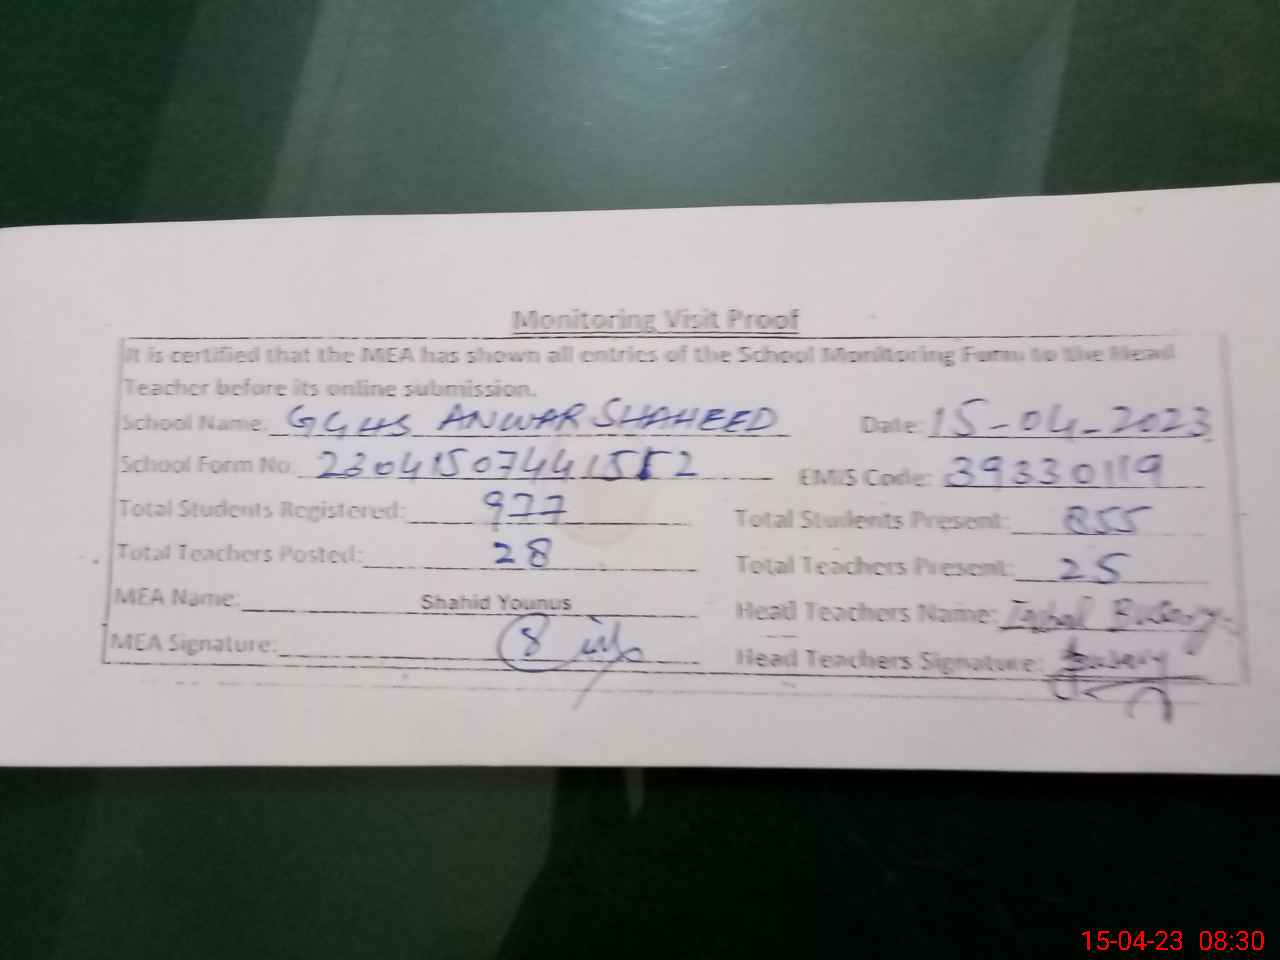 Monitoring Visit Proof
It is certified that the MEA has shown all entries of the School Monitoring Form to the Head
Teacher before its online submission.
School Name: GGHS ANWAR SHAHEED Date: 15-04-2023
School Form No. EMIS Code: 39330119
Total Students Registered: 977 Total Students Present: 855
Total Teachers Posted: 28 Total Teachers Present: 25
MEA Name: Shahid Younus Head Teachers Name:
MEA Signature: Head Teachers Signature:
15-04-23 08:30